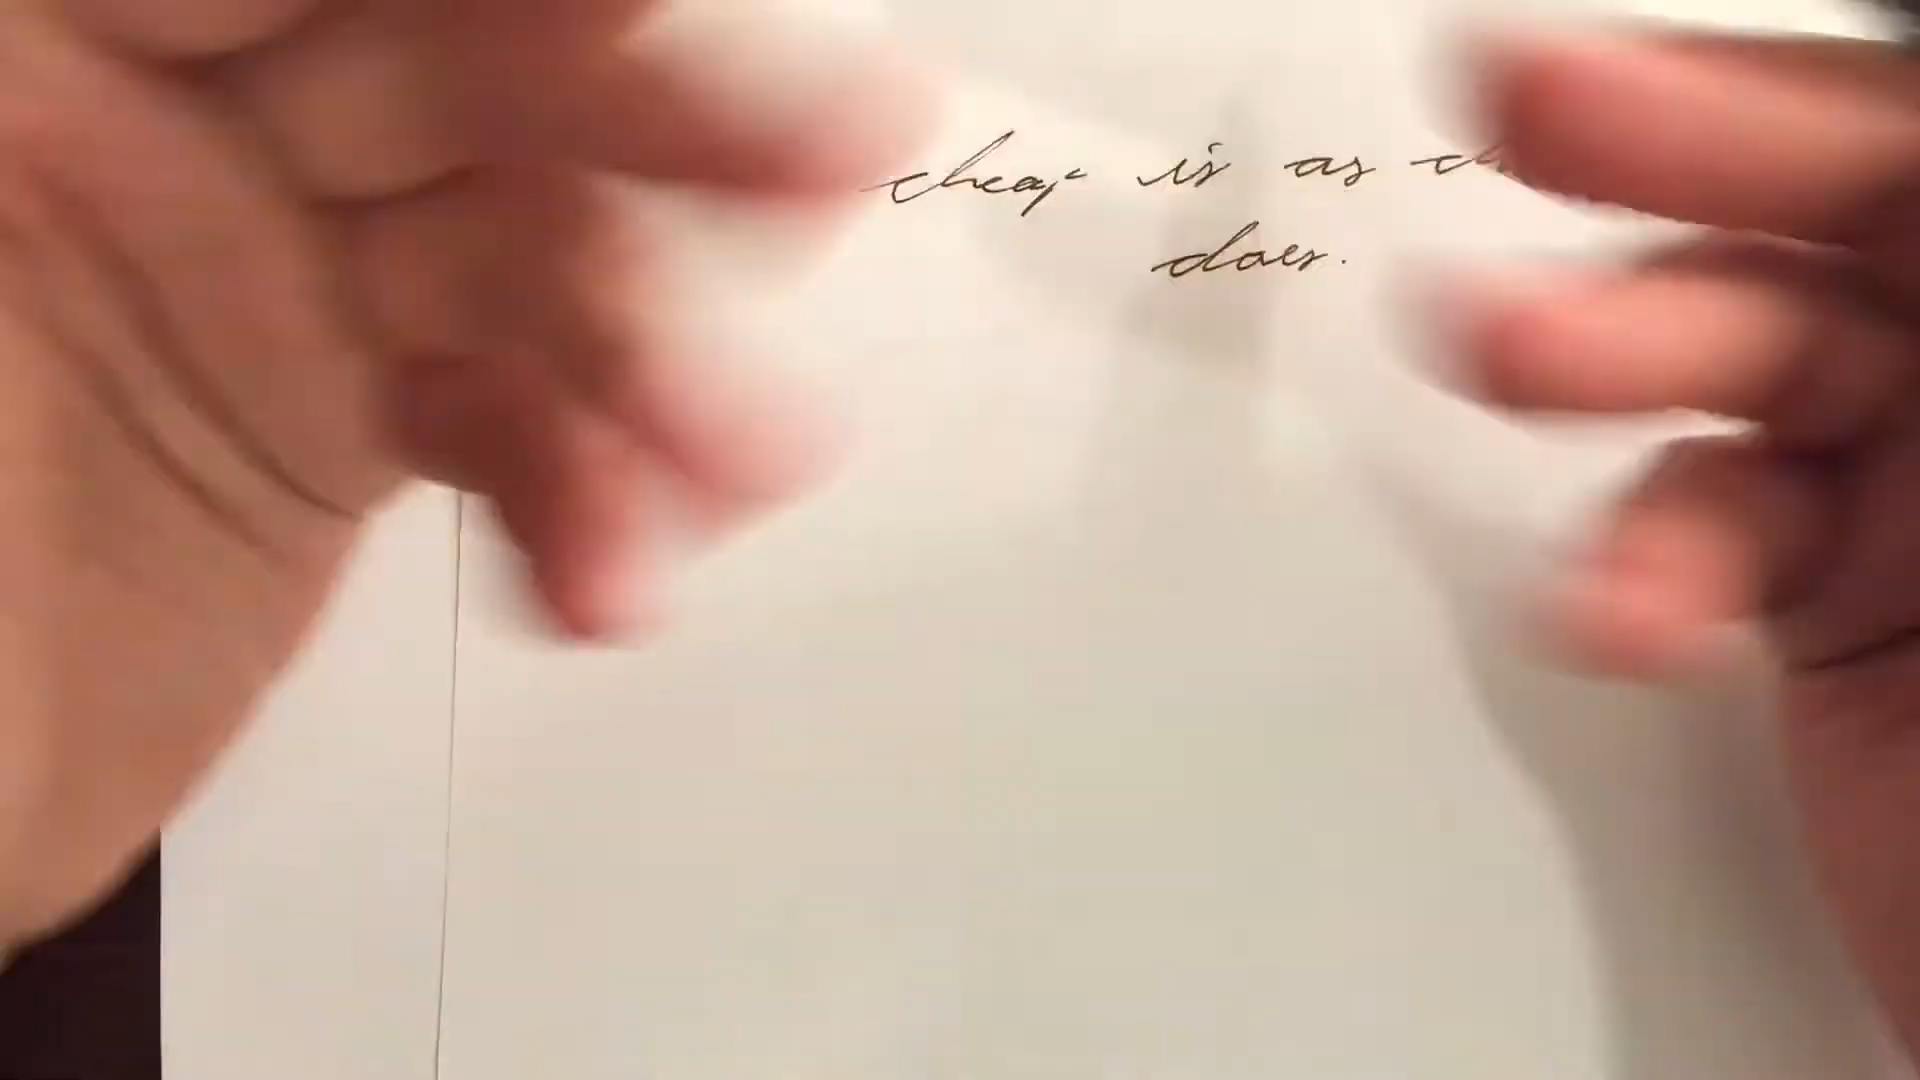 cheap is as
does.